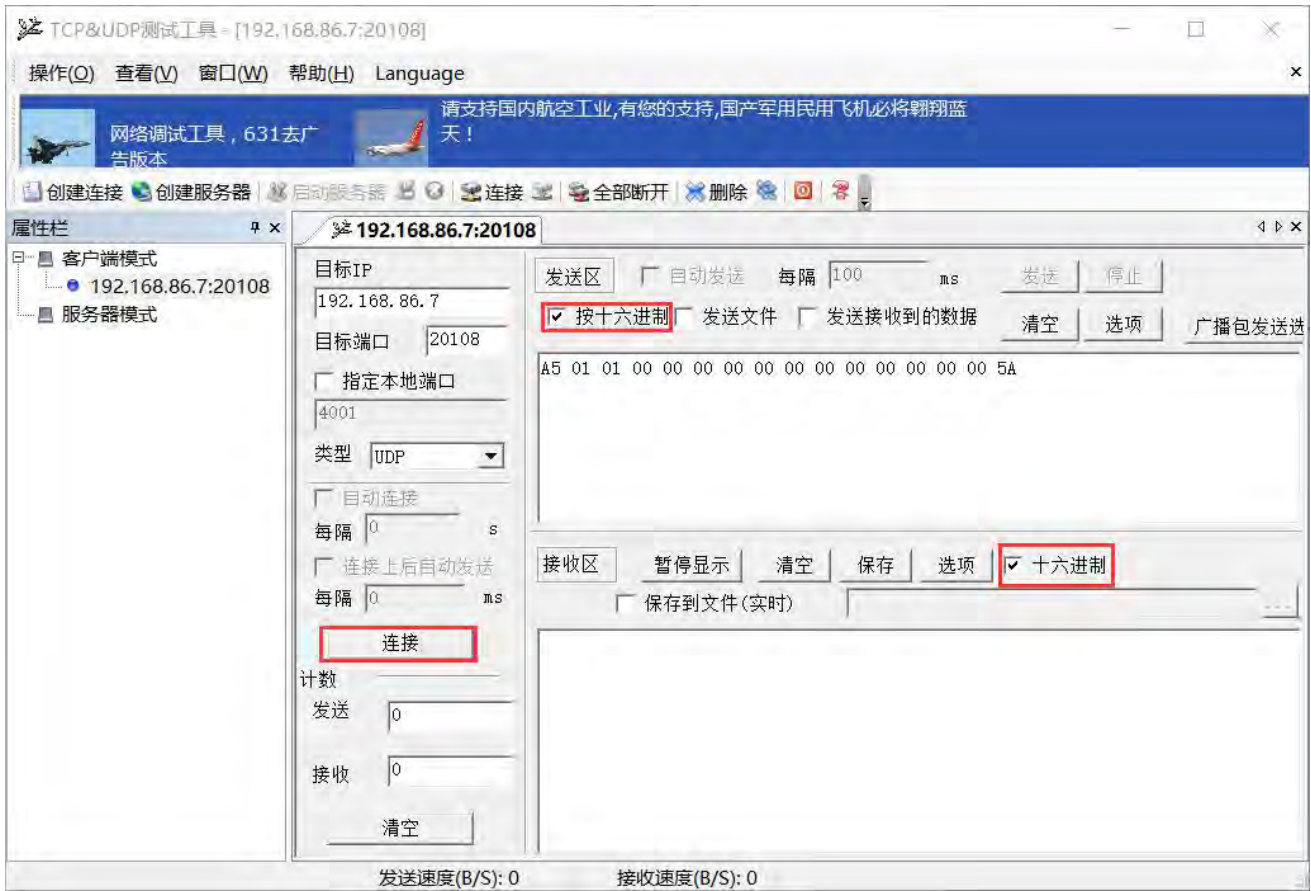 TCP&UDP测试工具 - [192.168.86.7:20108]
操作(O) 查看(V) 窗口(W) 帮助(H) Language
网络调试工具，631去广
告版本
请支持国内航空工业,有您的支持,国产军用民用飞机必将翱翔蓝
天！
创建连接 创建服务器 启动服务器 连接 全部断开 删除
属性栏
客户端模式
192.168.86.7:20108
服务器模式
192.168.86.7:20108
目标IP
192.168.86.7
目标端口 20108
指定本地端口
4001
类型 UDP
自动连接
每隔 0 s
连接上后自动发送
每隔 0 ms
连接
计数
发送 0
接收 0
清空
发送区 自动发送 每隔 100 ms 发送 停止
按十六进制 发送文件 发送接收到的数据 清空 选项 广播包发送选
A5 01 01 00 00 00 00 00 00 00 00 00 00 00 00 5A
接收区 暂停显示 清空 保存 选项 十六进制
保存到文件(实时) ...
发送速度(B/S): 0 接收速度(B/S): 0